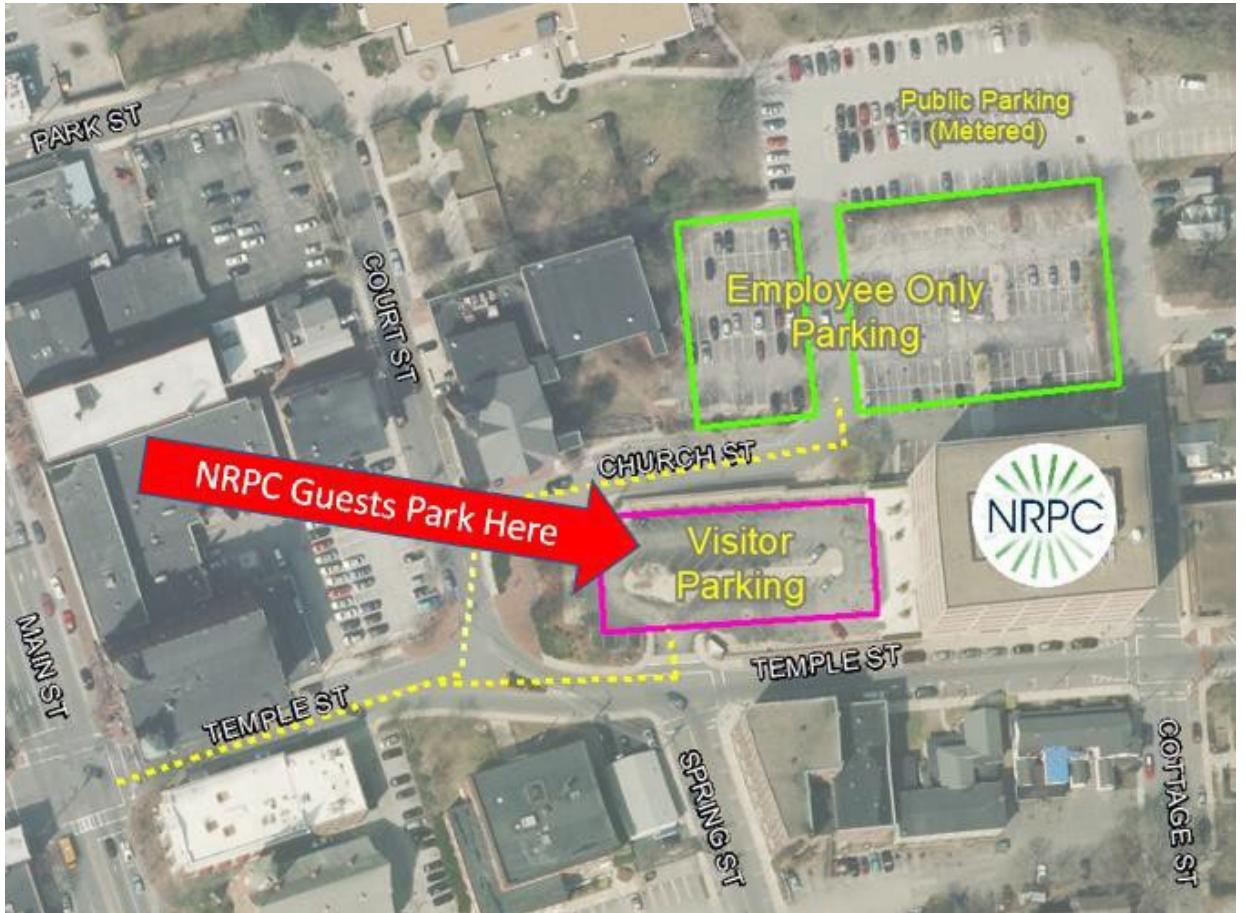 PARK ST
Public Parking
(Metered)
COURT ST
Employee Only
Parking
CHURCH ST
NRPC Guests Park Here
NRPC
Visitor
Parking
MAIN ST
TEMPLE ST
TEMPLE ST
SPRING ST
COTTAGE ST